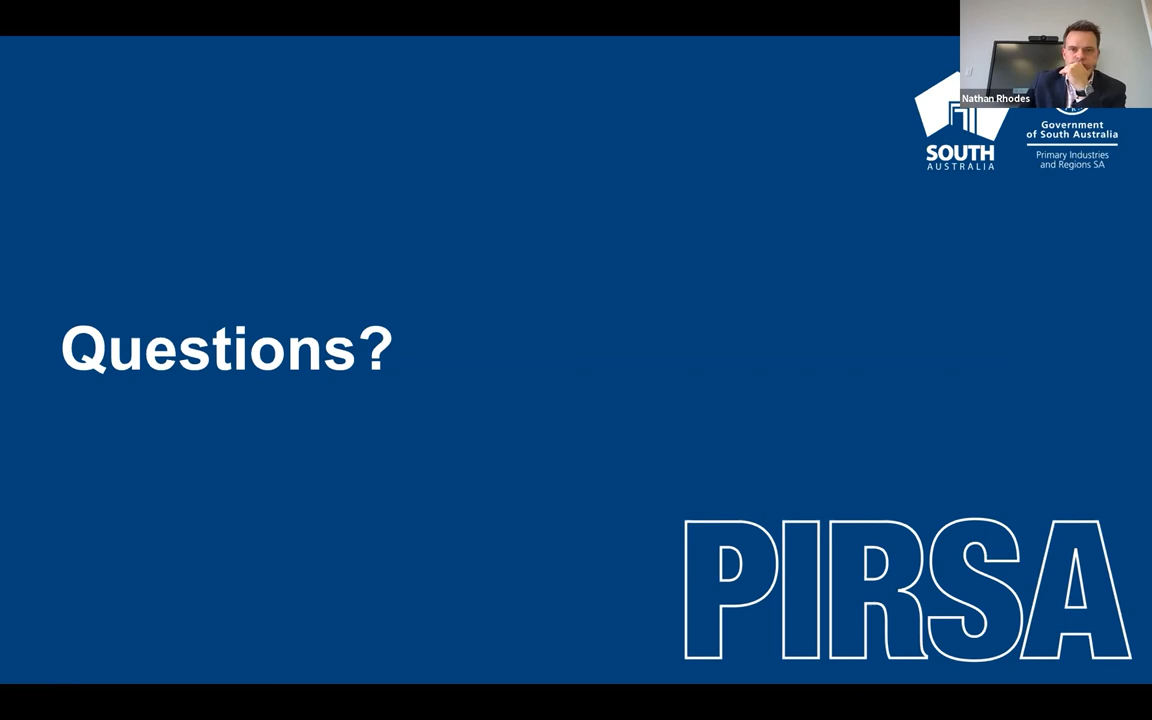 Nathan Rhodes
SOUTH
AUSTRALIA
Government
of South Australia
Primary Industries
and Regions SA
Questions?
PIRSA